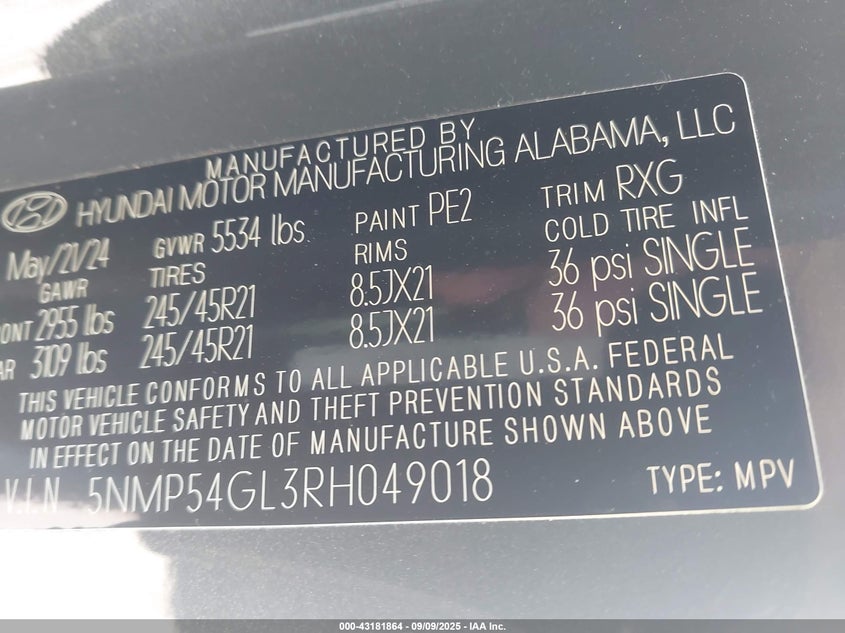 MANUFACTURED BY
HYUNDAI MOTOR MANUFACTURING ALABAMA, LLC
May/21/24 GVWR 5534 lbs PAINT PE2 TRIM RXG
GAWR TIRES RIMS COLD TIRE INFL
ONT 2955 lbs 245/45R21 8.5JX21 36 psi SINGLE
AR 3109 lbs 245/45R21 8.5JX21 36 psi SINGLE
THIS VEHICLE CONFORMS TO ALL APPLICABLE U.S.A. FEDERAL
MOTOR VEHICLE SAFETY AND THEFT PREVENTION STANDARDS
IN EFFECT ON THE DATE OF MANUFACTURE SHOWN ABOVE
V.I.N 5NMP54GL3RH049018 TYPE: MPV
000-43181864 - 09/09/2025 - IAA Inc.